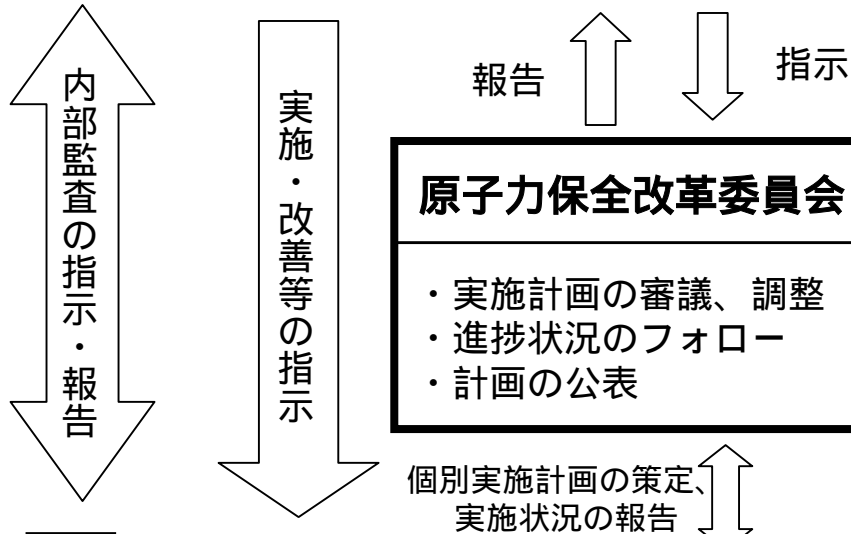 内部監査の指示・報告
実施・改善等の指示
報告
指示
原子力保全改革委員会
・実施計画の審議、調整
・進捗状況のフォロー
・計画の公表
個別実施計画の策定、
実施状況の報告